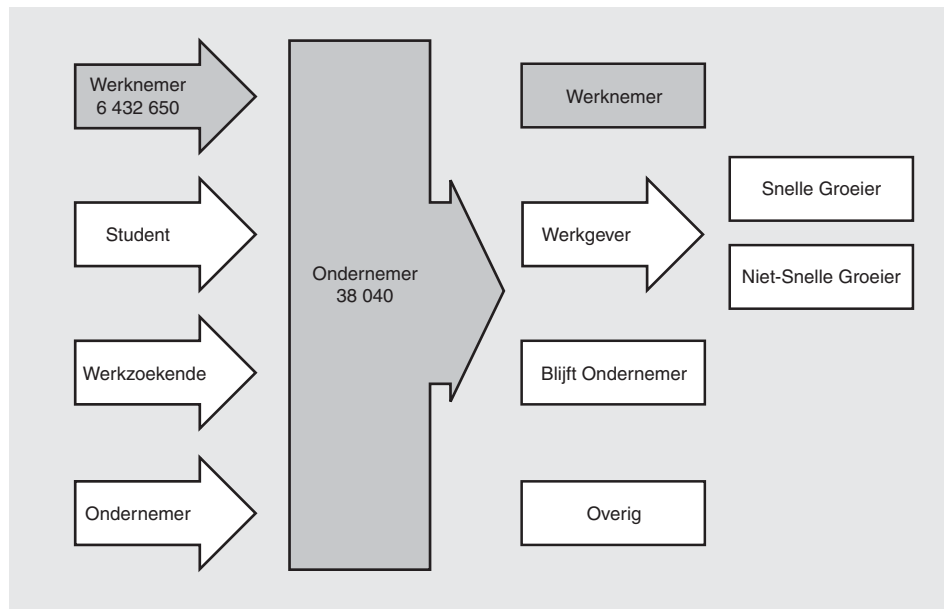 Werknemer
6 432 650
Student
Werkzoekende
Ondernemer
Ondernemer
38 040
Werknemer
Werkgever
Blijft Ondernemer
Overig
Snelle Groeier
Niet-Snelle Groeier